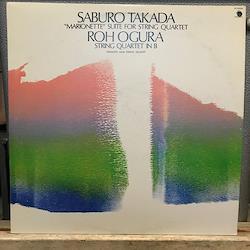 SABURO TAKADA
"MARIONETTE" SUITE FOR STRING QUARTET
ROH OGURA
STRING QUARTET IN B